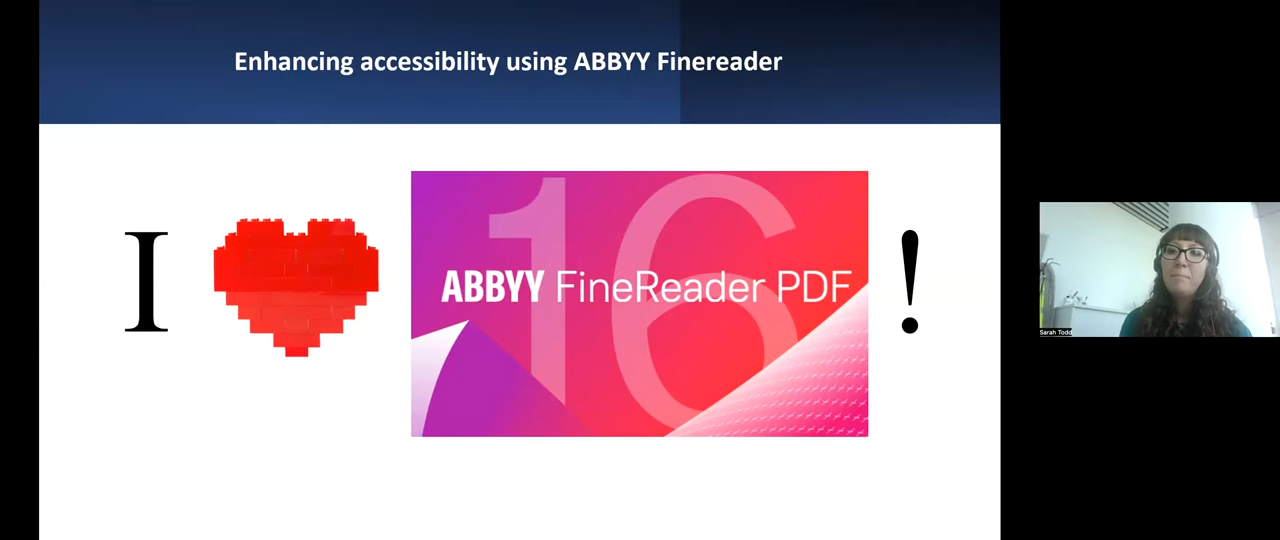 Enhancing accessibility using ABBYY Finereader
I
16
ABBYY FineReader PDF
!
Sarah Todd